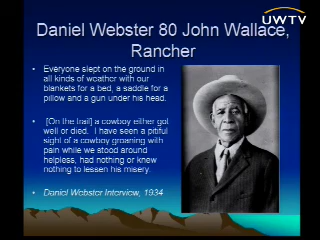 UWTV
Daniel Webster 80 John Wallace,
Rancher
• Everyone slept on the ground in
all kinds of weather with our
blankets for a bed, a saddle for a
pillow and a gun under his head.
• [On the trail] a cowboy either got
well or died. I have seen a pitiful
sight of a cowboy groaning with
pain while we stood around
helpless, had nothing or knew
nothing to lessen his misery.
• Daniel Webster Interview, 1934